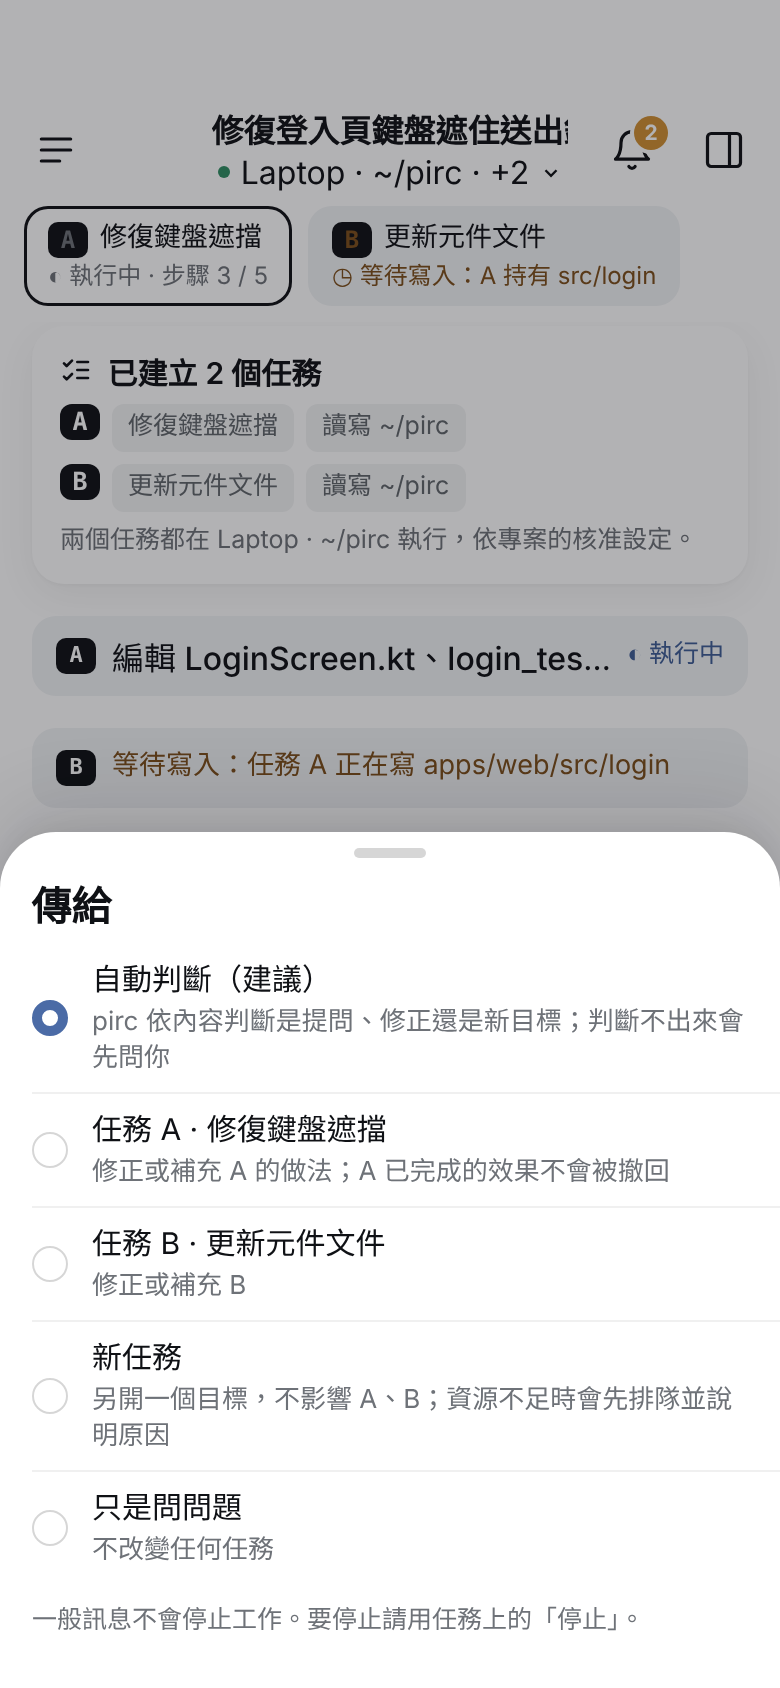 修復登入頁鍵盤遮住送出
2
Laptop · ~/pirc · +2
A 修復鍵盤遮擋
執行中 · 步驟 3 / 5
B 更新元件文件
等待寫入：A 持有 src/login
已建立 2 個任務
A 修復鍵盤遮擋 讀寫 ~/pirc
B 更新元件文件 讀寫 ~/pirc
兩個任務都在 Laptop · ~/pirc 執行，依專案的核准設定。
A 編輯 LoginScreen.kt、login_tes... 執行中
B 等待寫入：任務 A 正在寫 apps/web/src/login
傳給
自動判斷（建議）
pirc 依內容判斷是提問、修正還是新目標；判斷不出來會
先問你
任務 A · 修復鍵盤遮擋
修正或補充 A 的做法；A 已完成的效果不會被撤回
任務 B · 更新元件文件
修正或補充 B
新任務
另開一個目標，不影響 A、B；資源不足時會先排隊並說
明原因
只是問問題
不改變任何任務
一般訊息不會停止工作。要停止請用任務上的「停止」。